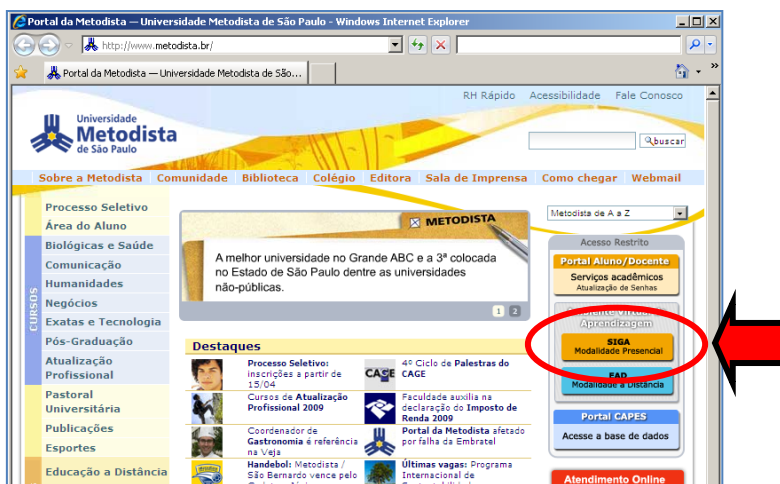 Portal da Metodista — Universidade Metodista de São Paulo - Windows Internet Explorer
http://www.metodista.br/
Portal da Metodista — Universidade Metodista de São...
RH Rápido Acessibilidade Fale Conosco
Universidade
Metodista
de São Paulo
buscar
Sobre a Metodista Comunidade Biblioteca Colégio Editora Sala de Imprensa Como chegar Webmail
Processo Seletivo
Área do Aluno
CURSOS
Biológicas e Saúde
Comunicação
Humanidades
Negócios
Exatas e Tecnologia
Pós-Graduação
Atualização
Profissional
Pastoral
Universitária
Publicações
Esportes
Educação a Distância
METODISTA
A melhor universidade no Grande ABC e a 3ª colocada
no Estado de São Paulo dentre as universidades
não-públicas.
1 2
Destaques
Processo Seletivo:
inscrições a partir de
15/04
Cursos de Atualização
Profissional 2009
Coordenador de
Gastronomia é referência
na Veja
Handebol: Metodista /
São Bernardo vence pelo
CAGE
4º Ciclo de Palestras do
CAGE
Faculdade auxilia na
declaração do Imposto de
Renda 2009
Portal da Metodista afetado
por falha da Embratel
Últimas vagas: Programa
Internacional de
Metodista de A a Z
Acesso Restrito
Portal Aluno/Docente
Serviços acadêmicos
Atualização de Senhas
Ambiente Virtual de
Aprendizagem
SIGA
Modalidade Presencial
EAD
Modalidade a Distância
Portal CAPES
Acesse a base de dados
Atendimento Online